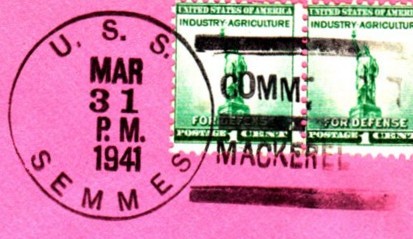 U. S. S.
MAR
31
P. M.
1941
SEMMES
UNITED STATES OF AMERICA
INDUSTRY·AGRICULTURE
FOR DEFENSE
POSTAGE 1 CENT
UNITED STATES OF AMERICA
INDUSTRY·AGRICULTUR
FOR DEFENSE
POSTAGE 1 CENT
COMM
MACKEREL